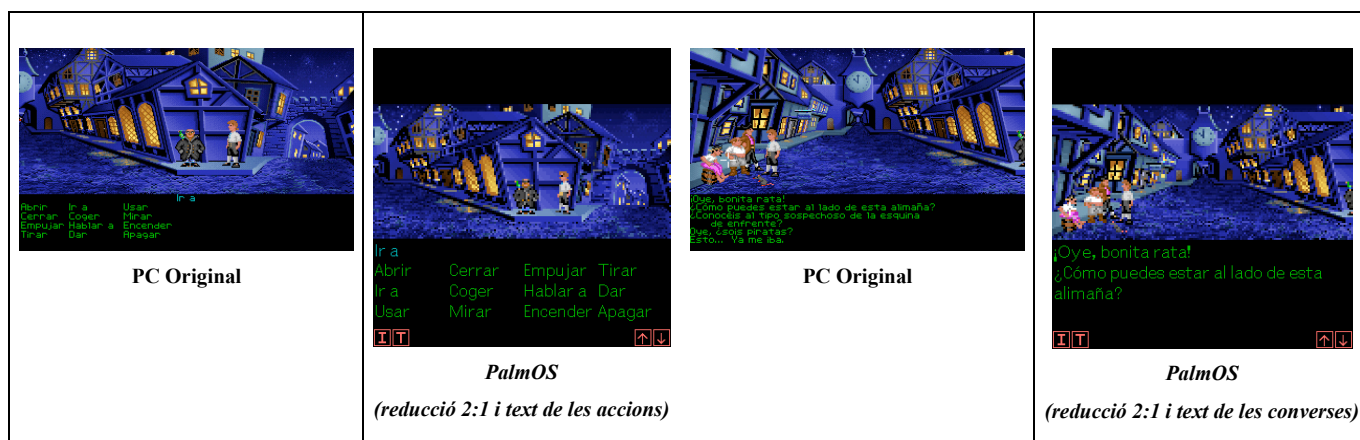 Ir a
Abrir Ir a Usar
Cerrar Coger Mirar
Empujar Hablar a Encender
Tirar Dar Apagar
PC Original
Ir a
Abrir Cerrar Empujar Tirar
Ir a Coger Hablar a Dar
Usar Mirar Encender Apagar
I T ↑ ↓
PalmOS
(reducció 2:1 i text de les accions)
¡Oye, bonita rata!
¿Cómo puedes estar al lado de esta alimaña?
¿Conocéis al tipo sospechoso de la esquina
de enfrente?
Oye, ¿sois piratas?
Esto... Ya me iba.
PC Original
¡Oye, bonita rata!
¿Cómo puedes estar al lado de esta
alimaña?
I T ↑ ↓
PalmOS
(reducció 2:1 i text de les converses)